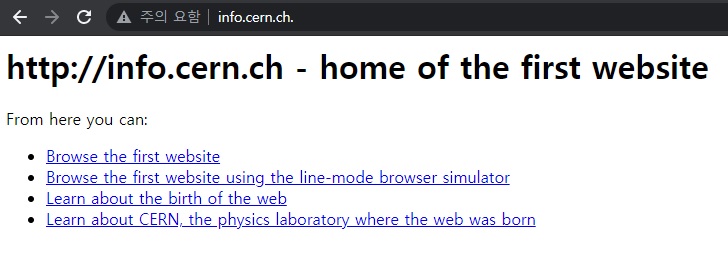 주의 요함 | info.cern.ch.
http://info.cern.ch - home of the first website
From here you can:
Browse the first website
Browse the first website using the line-mode browser simulator
Learn about the birth of the web
Learn about CERN, the physics laboratory where the web was born